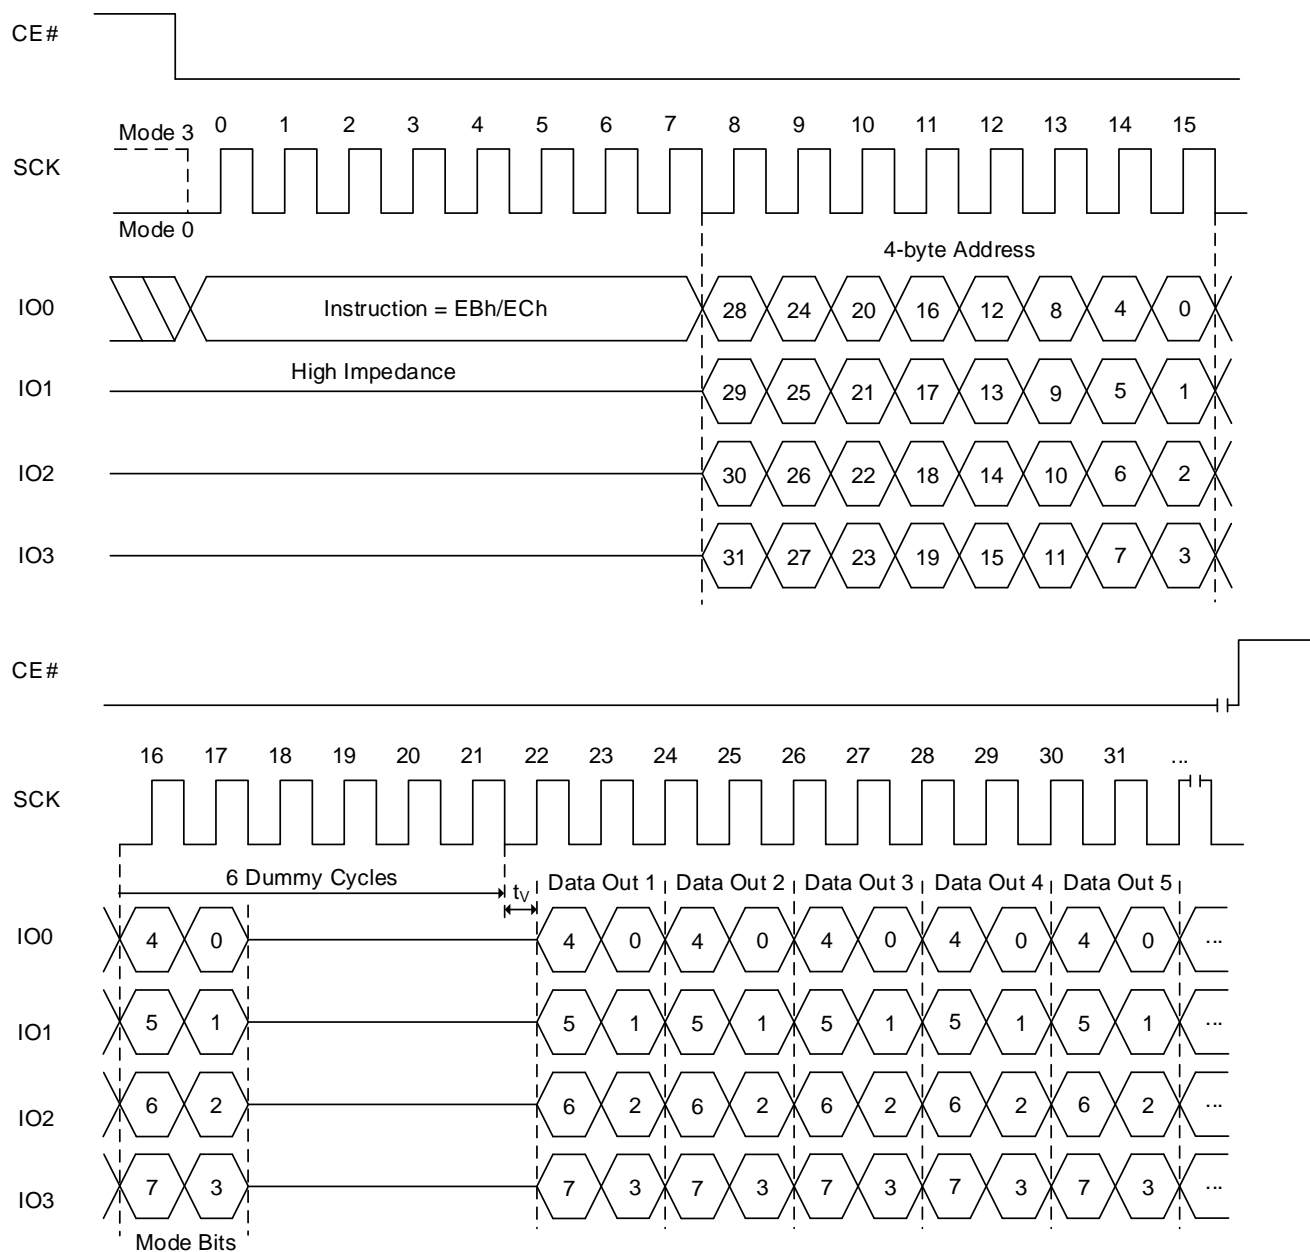 CE#
Mode 3 0 1 2 3 4 5 6 7 8 9 10 11 12 13 14 15
SCK
Mode 0
4-byte Address
IO0 Instruction = EBh/ECh 28 24 20 16 12 8 4 0
High Impedance
IO1 29 25 21 17 13 9 5 1
IO2 30 26 22 18 14 10 6 2
IO3 31 27 23 19 15 11 7 3
CE#
16 17 18 19 20 21 22 23 24 25 26 27 28 29 30 31 ...
SCK
6 Dummy Cycles tV Data Out 1 Data Out 2 Data Out 3 Data Out 4 Data Out 5
IO0 4 0 4 0 4 0 4 0 4 0 4 0 ...
IO1 5 1 5 1 5 1 5 1 5 1 5 1 ...
IO2 6 2 6 2 6 2 6 2 6 2 6 2 ...
IO3 7 3 7 3 7 3 7 3 7 3 7 3 ...
Mode Bits